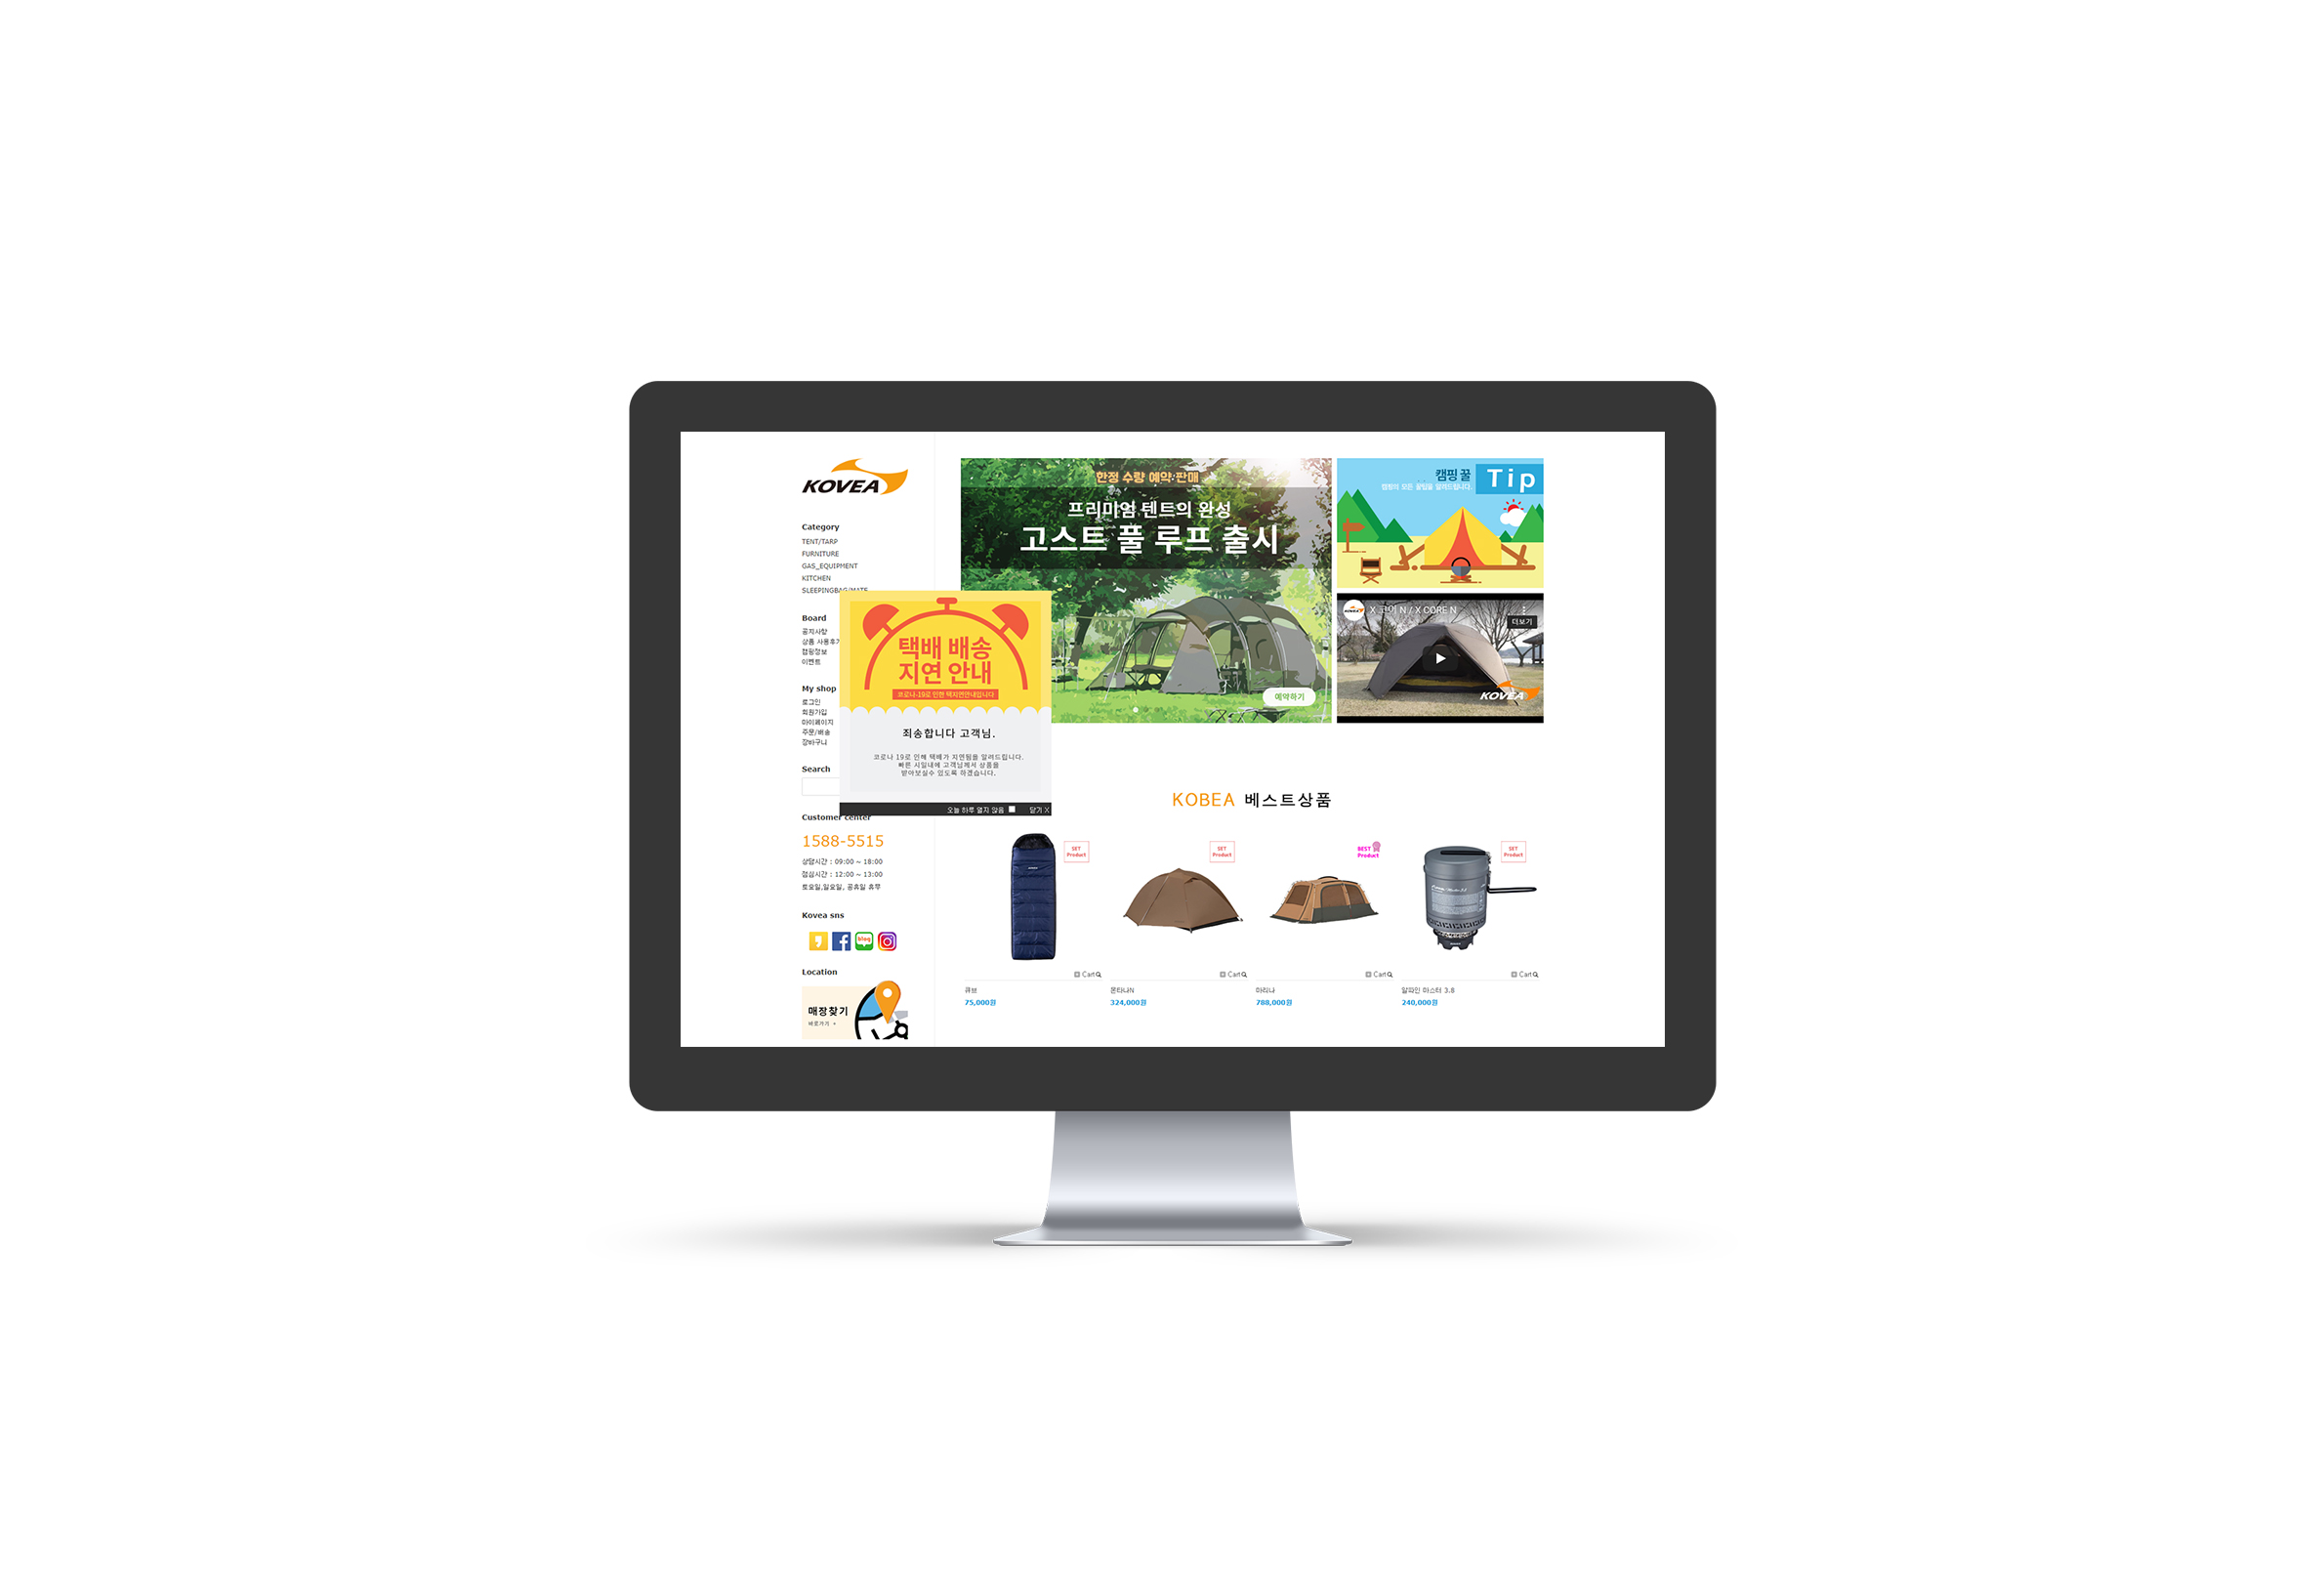 KOVEA
Category
TENT/TARP
FURNITURE
GAS_EQUIPMENT
KITCHEN
SLEEPINGBAG/MATE
Board
공지사항
상품 사용후기
캠핑정보
이벤트
My shop
로그인
회원가입
마이페이지
주문/배송
장바구니
Search
Customer center
1588-5515
상담시간 : 09:00 ~ 18:00
점심시간 : 12:00 ~ 13:00
토요일,일요일, 공휴일 휴무
Kovea sns
blog
Location
매장찾기
바로가기 +
택배 배송
지연 안내
코로나-19로 인한 택지연안내입니다
죄송합니다 고객님.
코로나 19로 인해 택배가 지연됨을 알려드립니다.
빠른 시일내에 고객님께서 상품을
받아보실수 있도록 하겠습니다.
오늘 하루 열지 않음 닫기 X
한정 수량 예약 판매
프리미엄 텐트의 완성
고스트 풀 루프 출시
예약하기
캠핑 꿀 Tip
캠핑의 모든 꿀팁을 알려드립니다.
KOVEA X 코어 N / X CORE N
더보기
KOVEA
KOBEA 베스트상품
SET
Product
SET
Product
BEST
Product
SET
Product
Cart Cart Cart Cart
큐브 몬타나N 마리나 알파인 마스터 3.8
75,000원 324,000원 788,000원 240,000원